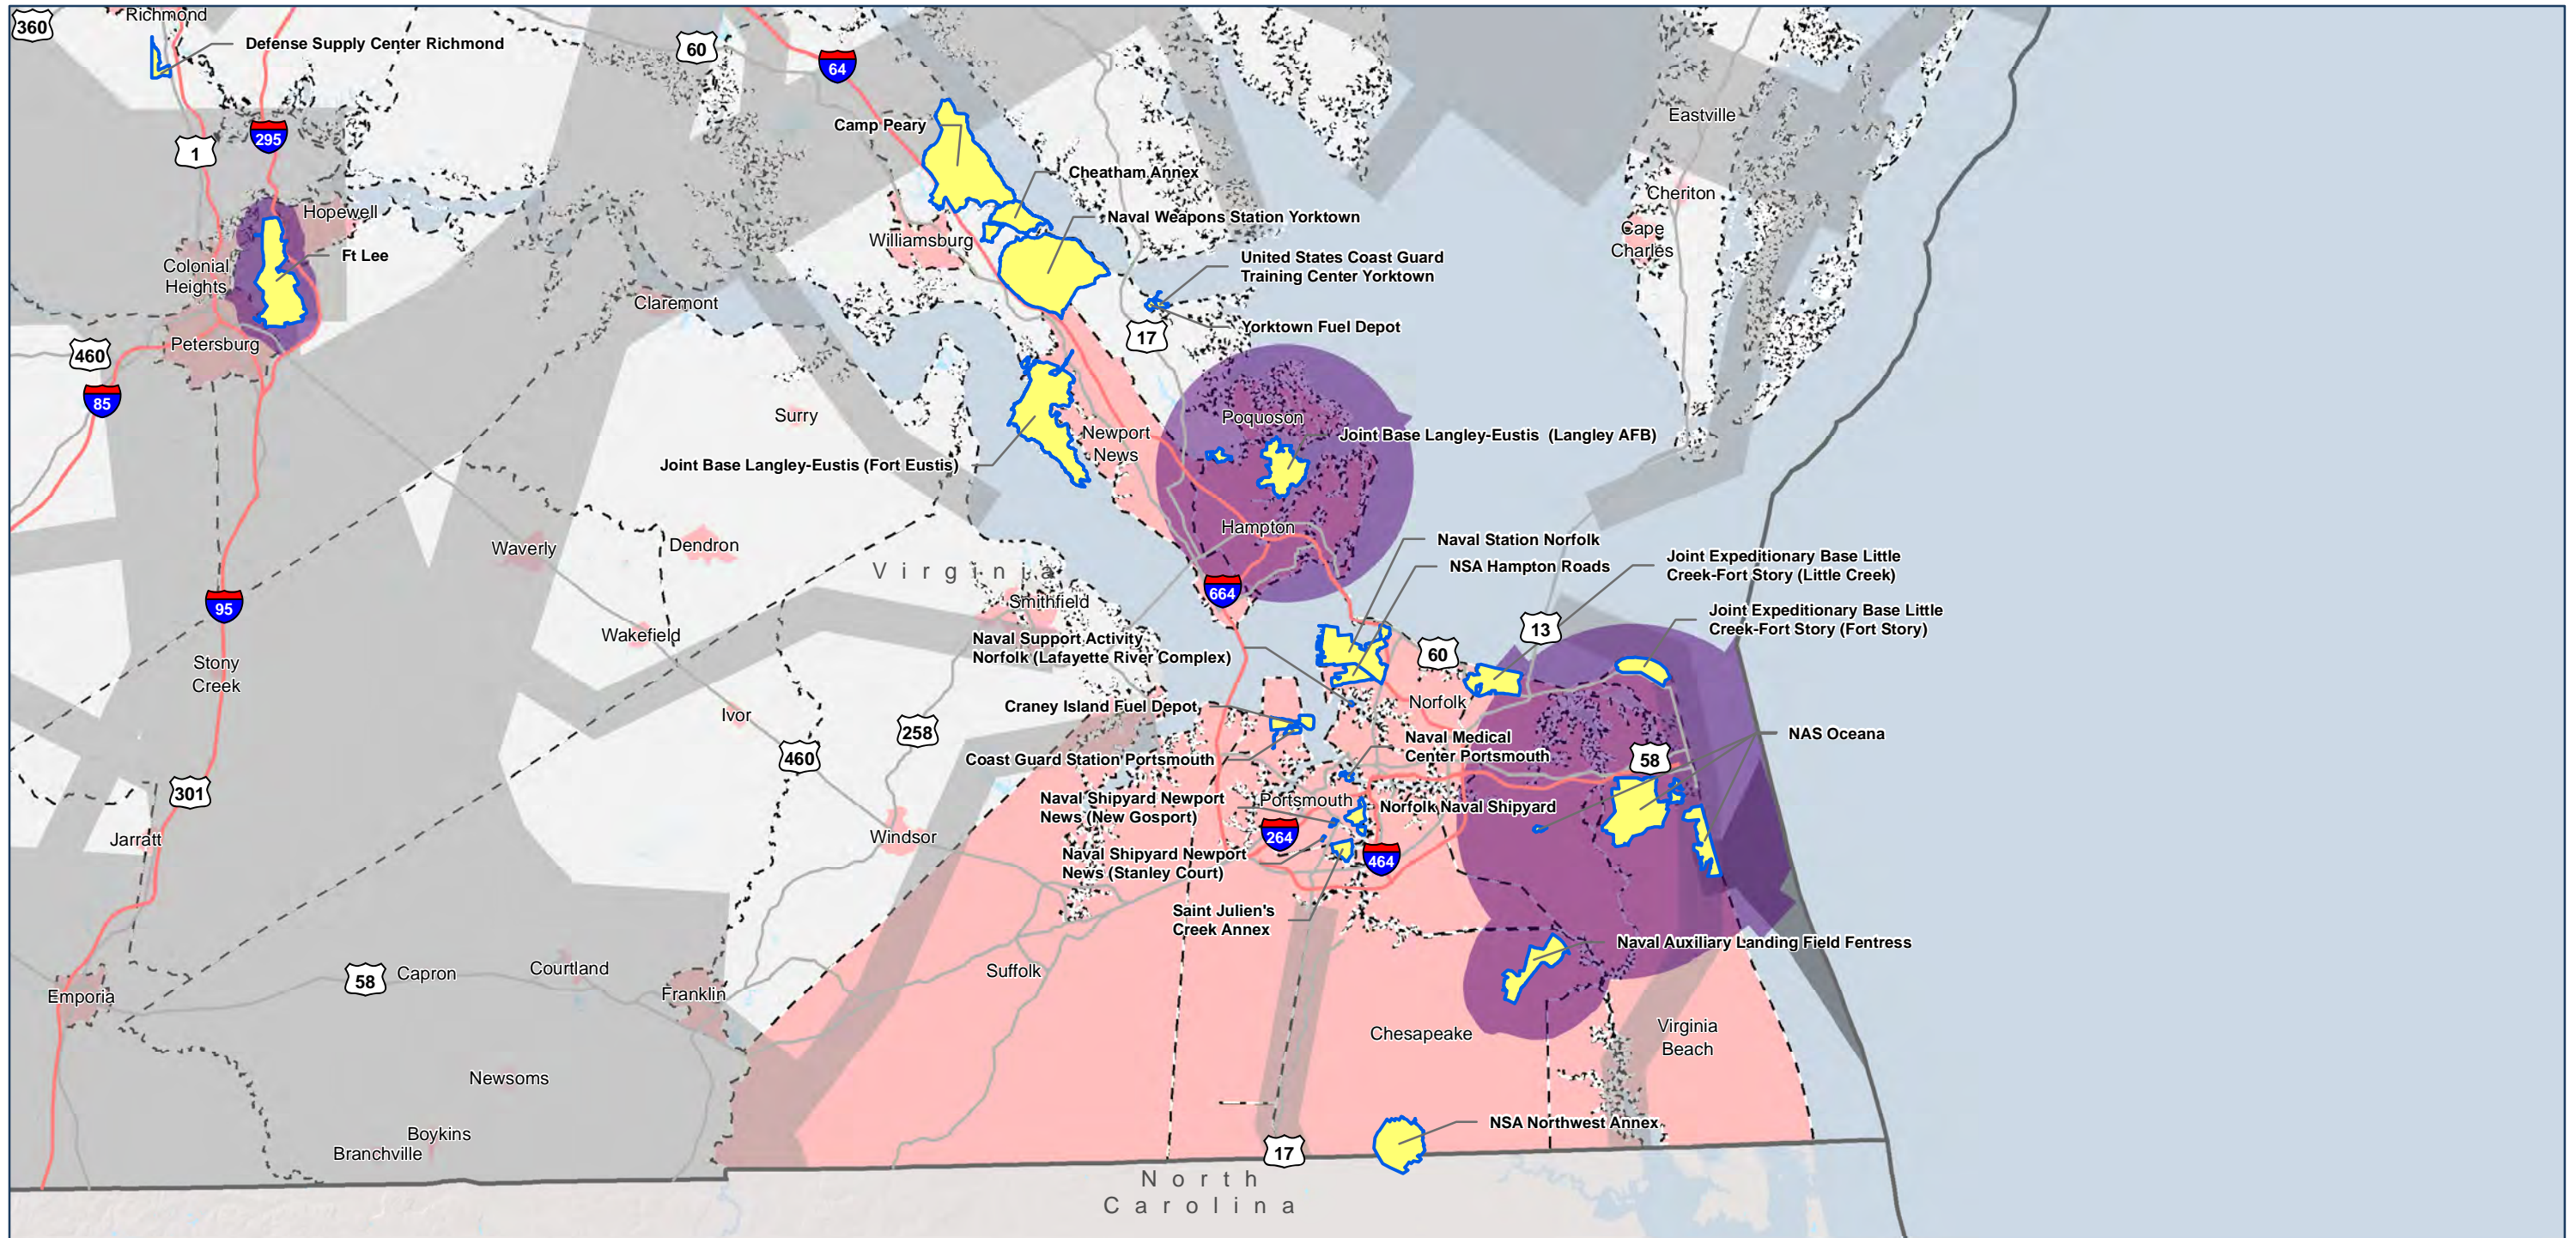 Richmond
360
Defense Supply Center Richmond
60
64
Eastville
Camp Peary
295
1
Cheatham Annex
Cheriton
Hopewell
Naval Weapons Station Yorktown
Cape
Charles
Williamsburg
Ft Lee
United States Coast Guard
Training Center Yorktown
Colonial
Heights
Claremont
Yorktown Fuel Depot
17
Petersburg
460
85
Surry
Poquoson
Newport
News
Joint Base Langley-Eustis (Langley AFB)
Joint Base Langley-Eustis (Fort Eustis)
Hampton
Waverly
Dendron
Naval Station Norfolk
Joint Expeditionary Base Little
Creek-Fort Story (Little Creek)
NSA Hampton Roads
Virginia
664
95
Smithfield
Joint Expeditionary Base Little
Creek-Fort Story (Fort Story)
13
Wakefield
Naval Support Activity
Norfolk (Lafayette River Complex)
60
Stony
Creek
Norfolk
Craney Island Fuel Depot
Ivor
258
NAS Oceana
Naval Medical
Center Portsmouth
460
58
Coast Guard Station Portsmouth
301
Naval Shipyard Newport
News (New Gosport)
Portsmouth
Norfolk Naval Shipyard
Jarratt
Windsor
264
464
Naval Shipyard Newport
News (Stanley Court)
Saint Julien's
Creek Annex
Naval Auxiliary Landing Field Fentress
58
Capron
Courtland
Suffolk
Emporia
Franklin
Chesapeake
Virginia
Beach
Newsoms
NSA Northwest Annex
Boykins
Branchville
17
North
Carolina